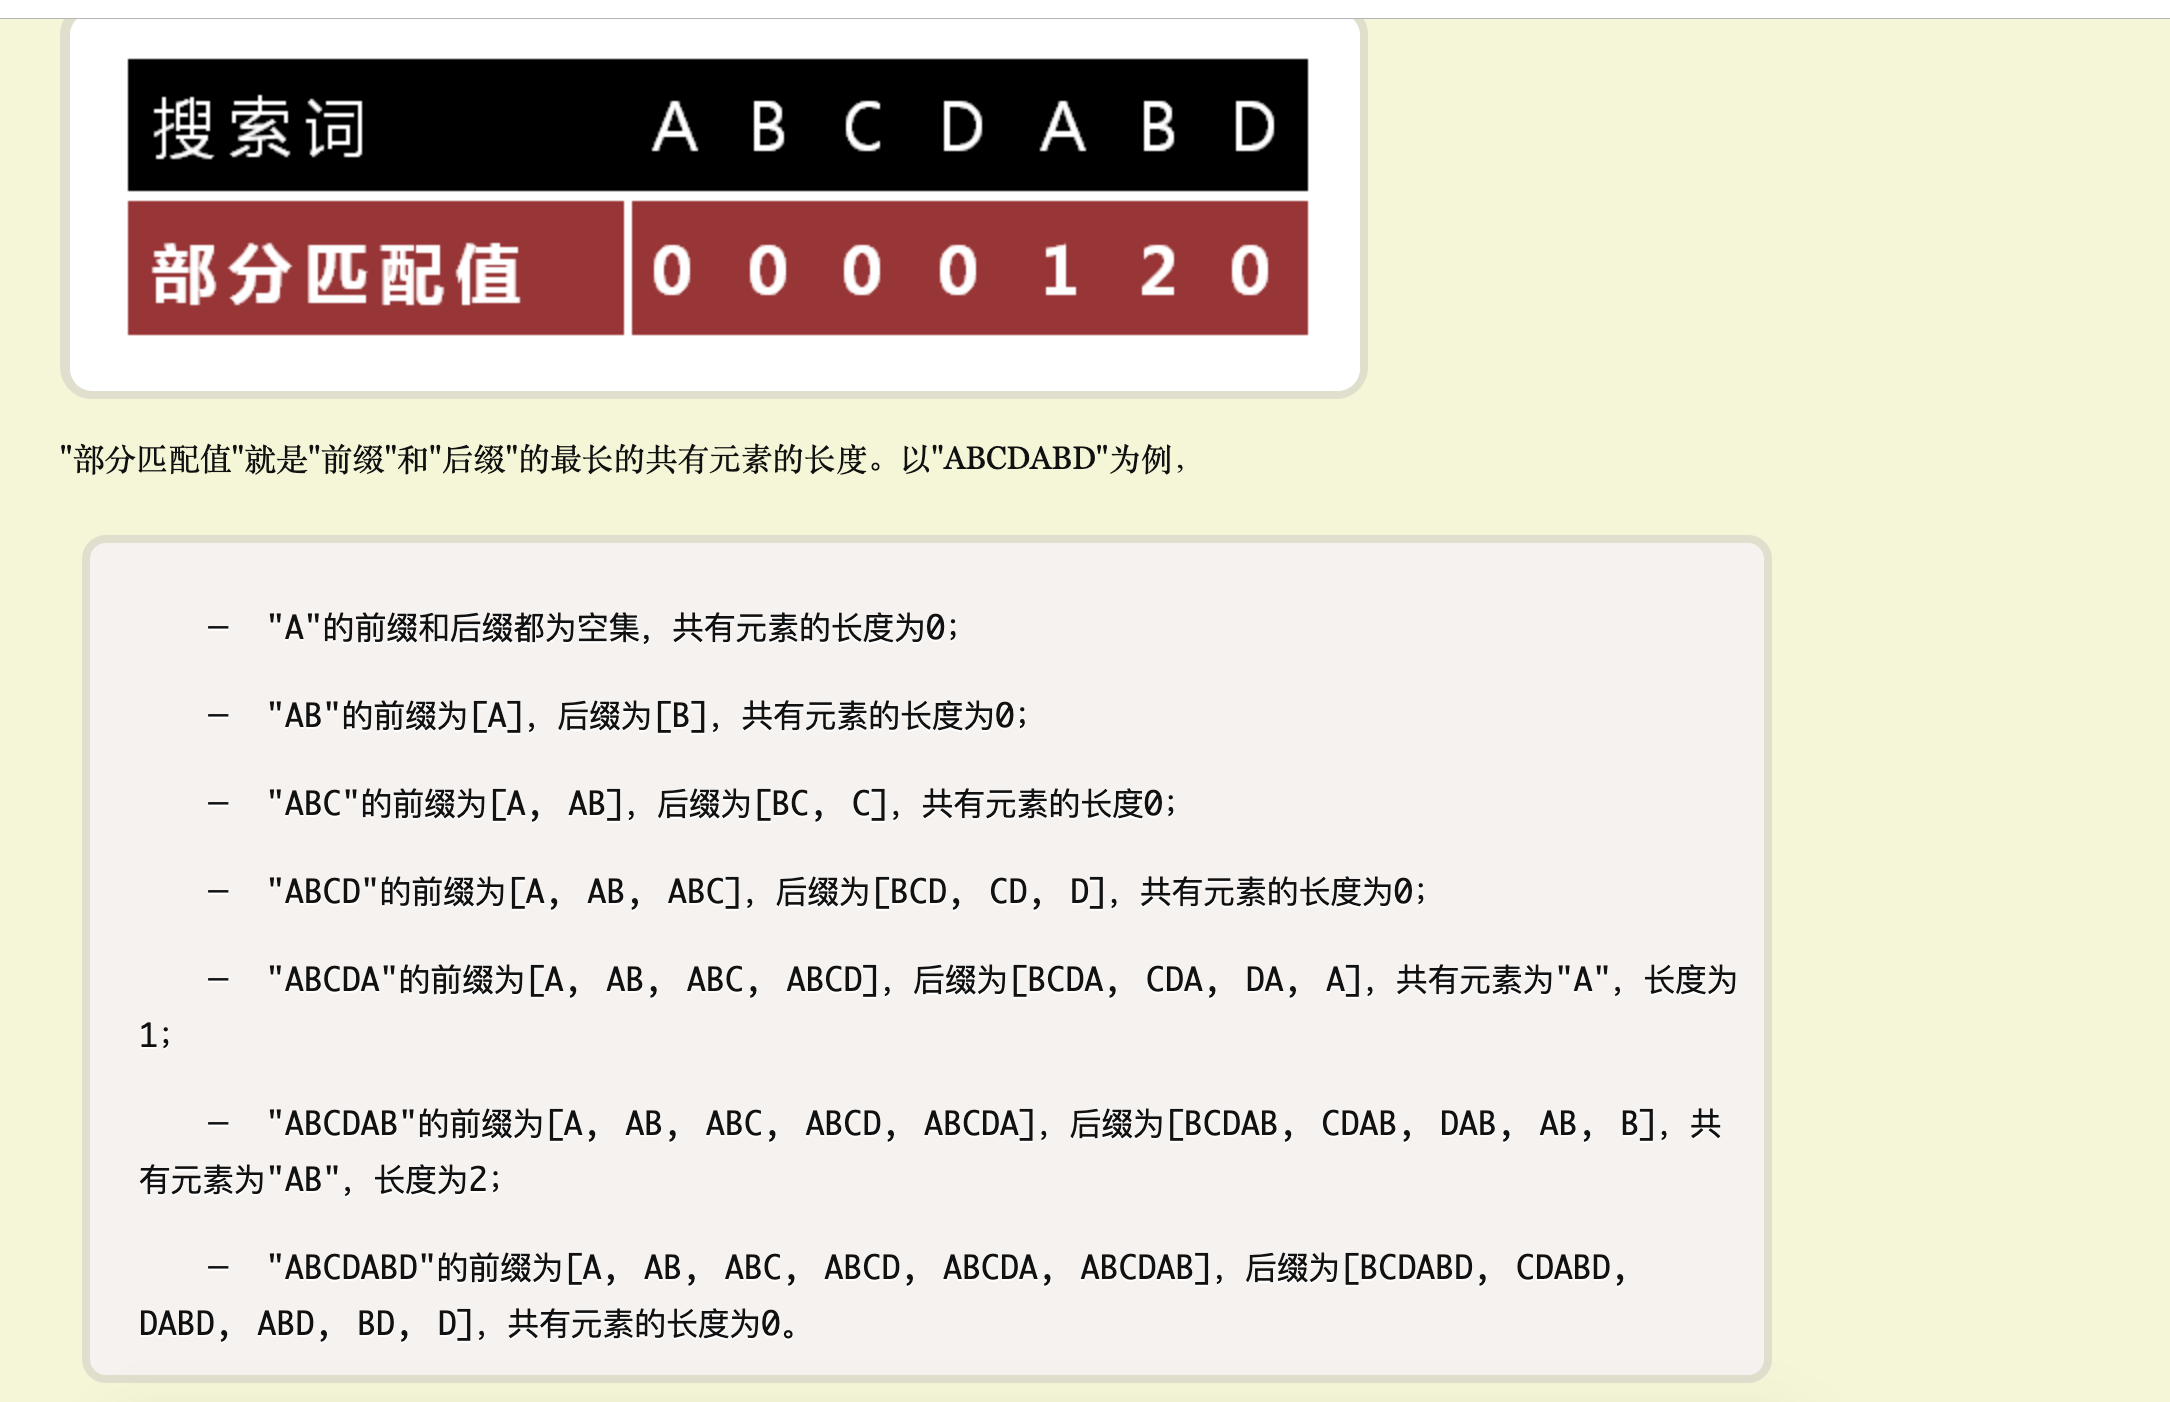 搜索词 A B C D A B D
部分匹配值 0 0 0 0 1 2 0
"部分匹配值"就是"前缀"和"后缀"的最长的共有元素的长度。以"ABCDABD"为例，
－ "A"的前缀和后缀都为空集，共有元素的长度为0；
－ "AB"的前缀为[A]，后缀为[B]，共有元素的长度为0；
－ "ABC"的前缀为[A, AB]，后缀为[BC, C]，共有元素的长度0；
－ "ABCD"的前缀为[A, AB, ABC]，后缀为[BCD, CD, D]，共有元素的长度为0；
－ "ABCDA"的前缀为[A, AB, ABC, ABCD]，后缀为[BCDA, CDA, DA, A]，共有元素为"A"，长度为
1；
－ "ABCDAB"的前缀为[A, AB, ABC, ABCD, ABCDA]，后缀为[BCDAB, CDAB, DAB, AB, B]，共
有元素为"AB"，长度为2；
－ "ABCDABD"的前缀为[A, AB, ABC, ABCD, ABCDA, ABCDAB]，后缀为[BCDABD, CDABD,
DABD, ABD, BD, D]，共有元素的长度为0。